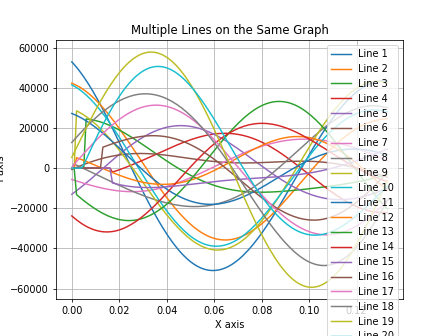 Multiple Lines on the Same Graph
60000
40000
20000
0
−20000
−40000
−60000
0.00 0.02 0.04 0.06 0.08 0.10
X axis
Line 1
Line 2
Line 3
Line 4
Line 5
Line 6
Line 7
Line 8
Line 9
Line 10
Line 11
Line 12
Line 13
Line 14
Line 15
Line 16
Line 17
Line 18
Line 19
Line 20